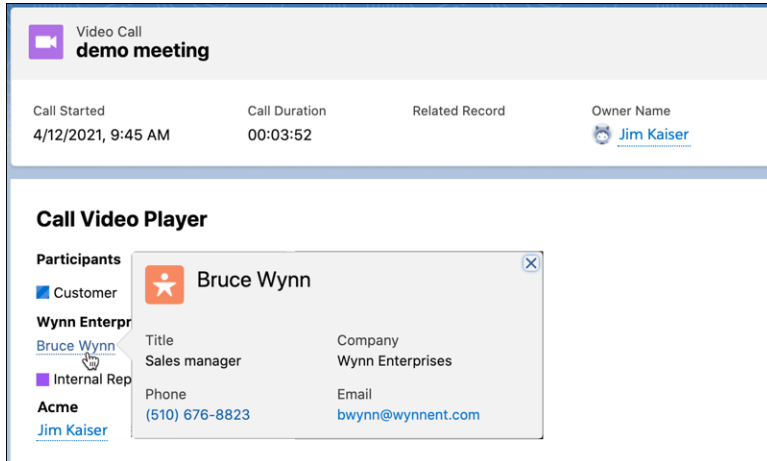 Video Call
demo meeting
Call Started
Call Duration
Related Record
Owner Name
4/12/2021, 9:45 AM
00:03:52
Jim Kaiser
Call Video Player
Participants
Customer
Wynn Enterpr
Bruce Wynn
Internal Rep
Acme
Jim Kaiser
Bruce Wynn
Title
Company
Sales manager
Wynn Enterprises
Phone
Email
(510) 676-8823
bwynn@wynnent.com